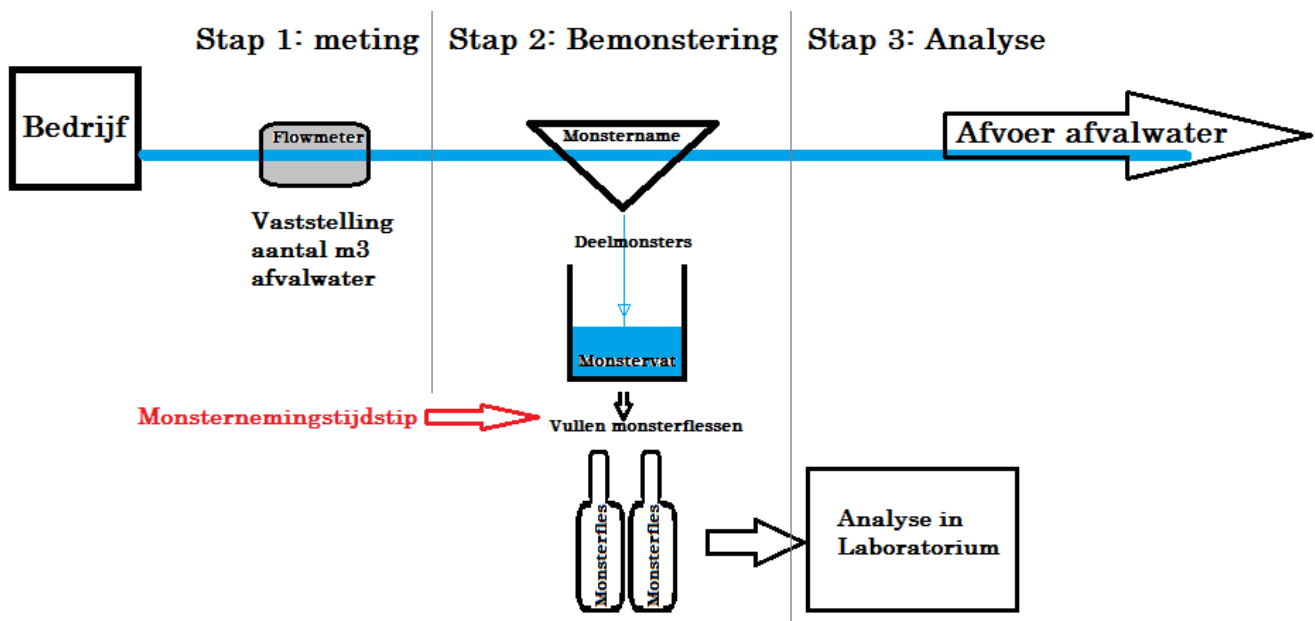 Stap 1: meting
Stap 2: Bemonstering
Stap 3: Analyse
Bedrijf
Flowmeter
Monstername
Afvoer afvalwater
Vaststelling
aantal m3
afvalwater
Deelmonsters
Monstervat
Monsternemingstijdstip
Vullen monsterflessen
Monsterfles
Monsterfles
Analyse in
Laboratorium